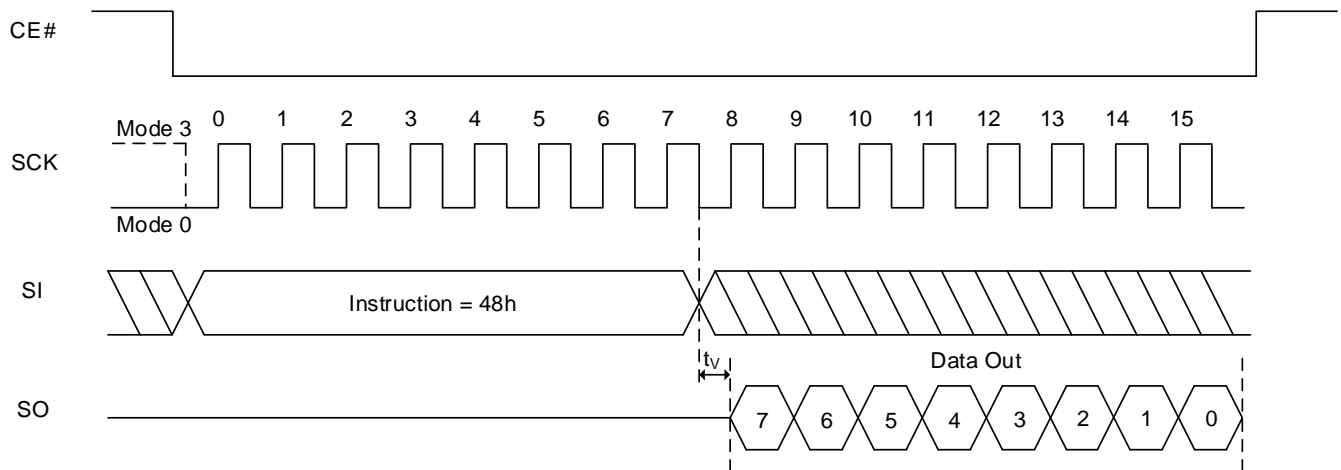 CE#
0 1 2 3 4 5 6 7 8 9 10 11 12 13 14 15
Mode 3
SCK
Mode 0
SI
Instruction = 48h
tV
Data Out
SO
7 6 5 4 3 2 1 0